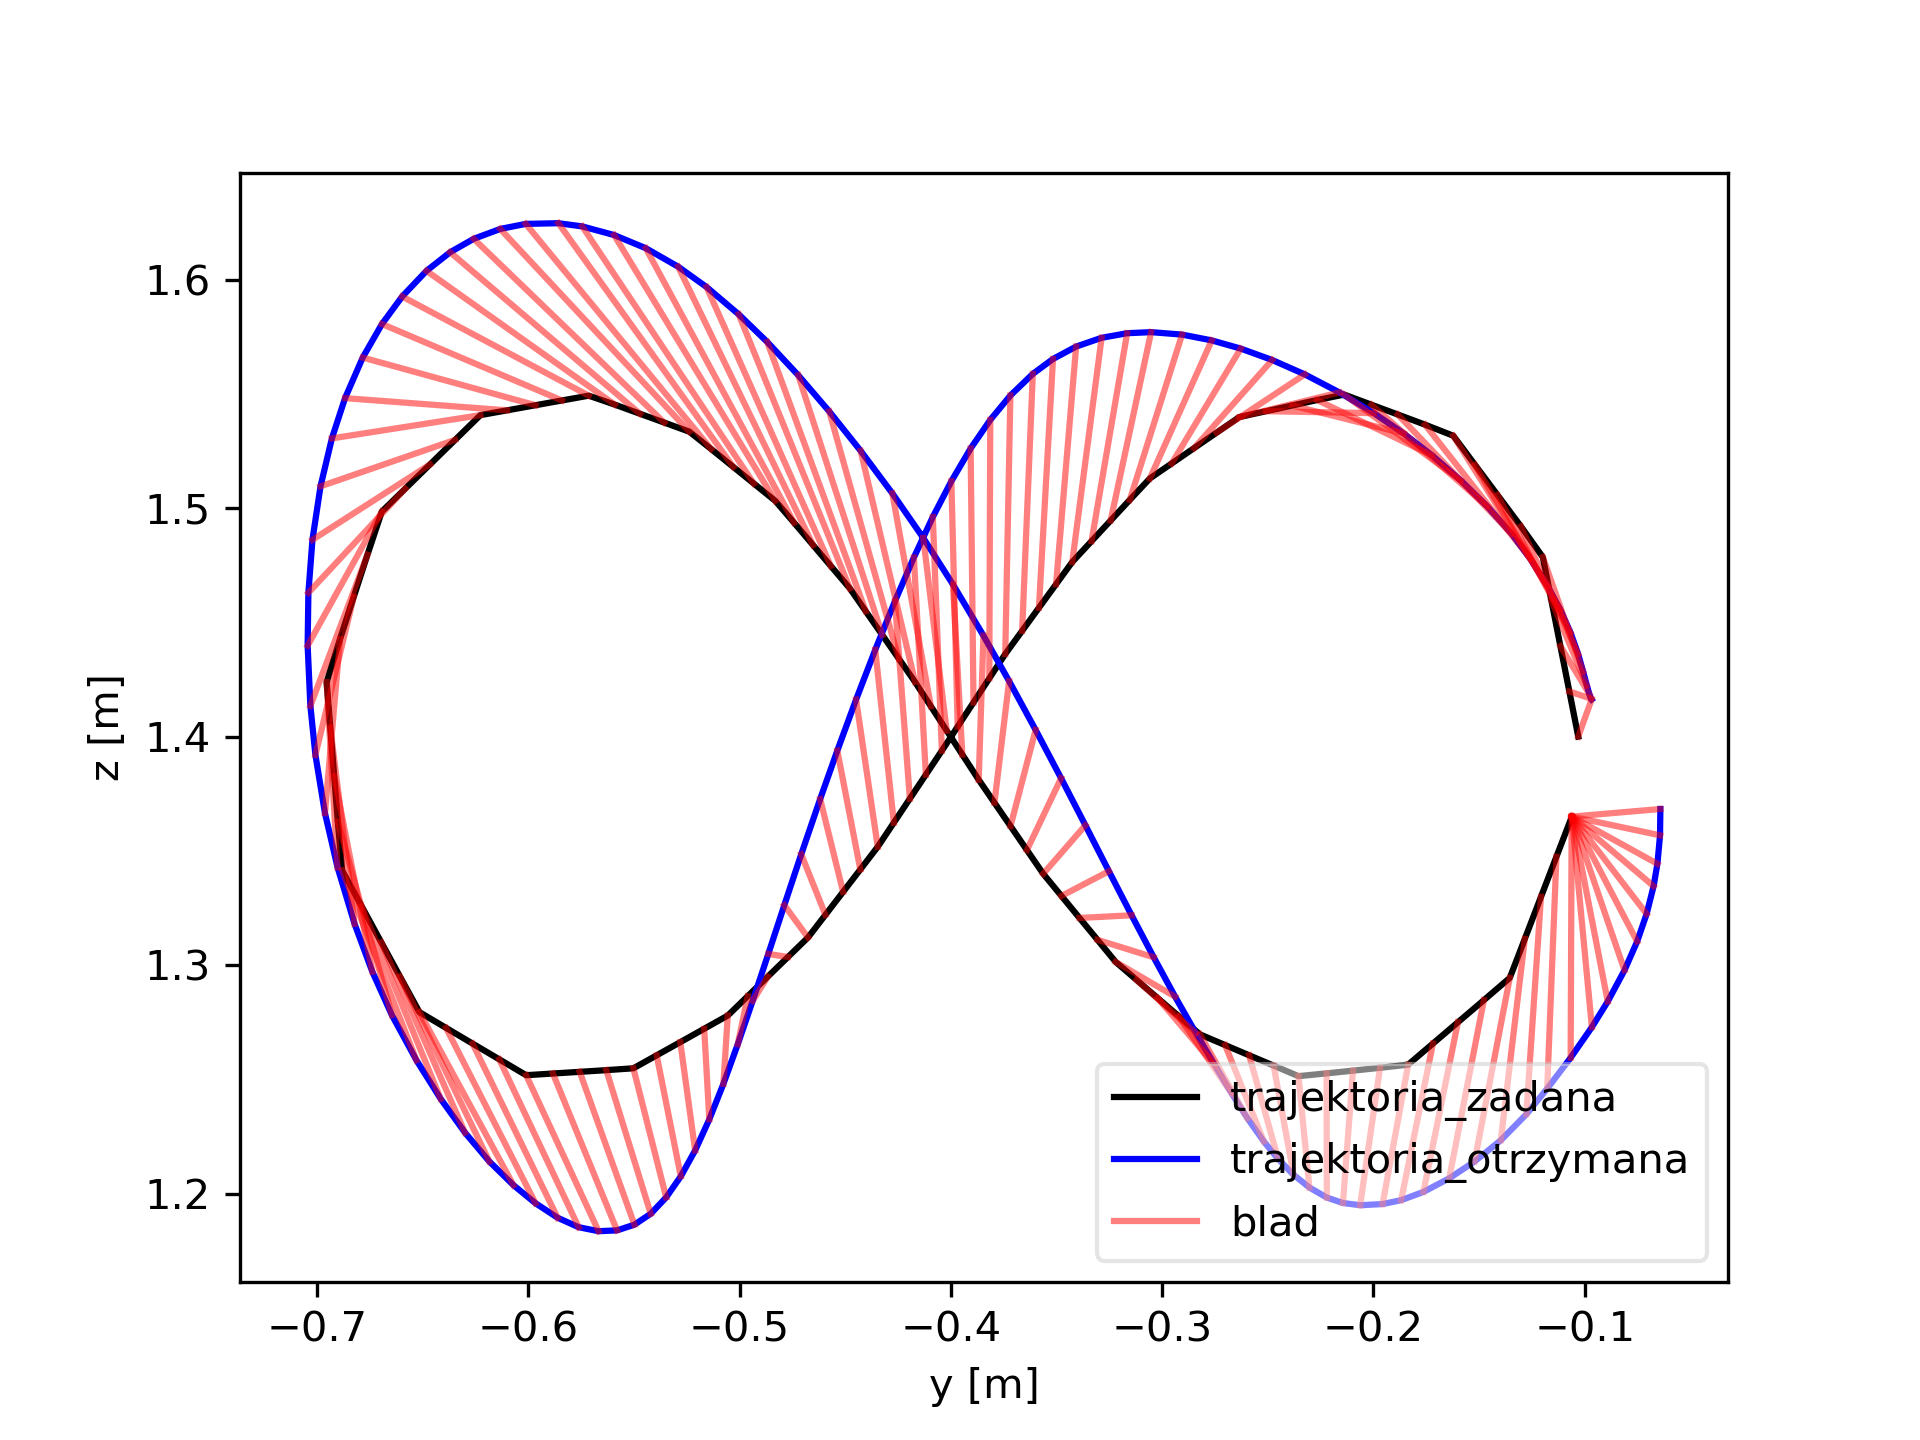 1.6
1.5
1.4
1.3
1.2
z [m]
−0.7 −0.6 −0.5 −0.4 −0.3 −0.2 −0.1
y [m]
trajektoria_zadana
trajektoria_otrzymana
blad